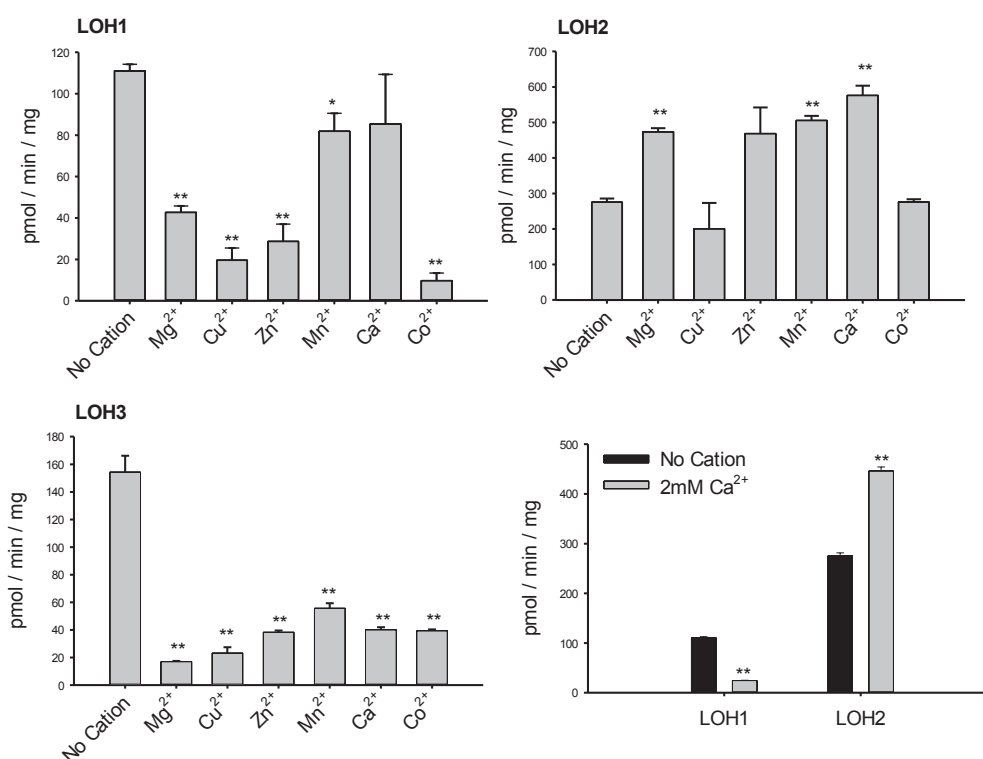 LOH1
pmol / min / mg
120
100
80
60
40
20
0
**
**
**
*
**
No Cation
Mg²⁺
Cu²⁺
Zn²⁺
Mn²⁺
Ca²⁺
Co²⁺
LOH2
pmol / min / mg
700
600
500
400
300
200
100
0
**
**
**
No Cation
Mg²⁺
Cu²⁺
Zn²⁺
Mn²⁺
Ca²⁺
Co²⁺
LOH3
pmol / min / mg
180
160
140
120
100
80
60
40
20
0
**
**
**
**
**
**
No Cation
Mg²⁺
Cu²⁺
Zn²⁺
Mn²⁺
Ca²⁺
Co²⁺
pmol / min / mg
500
400
300
200
100
0
No Cation
2mM Ca²⁺
**
**
LOH1
LOH2